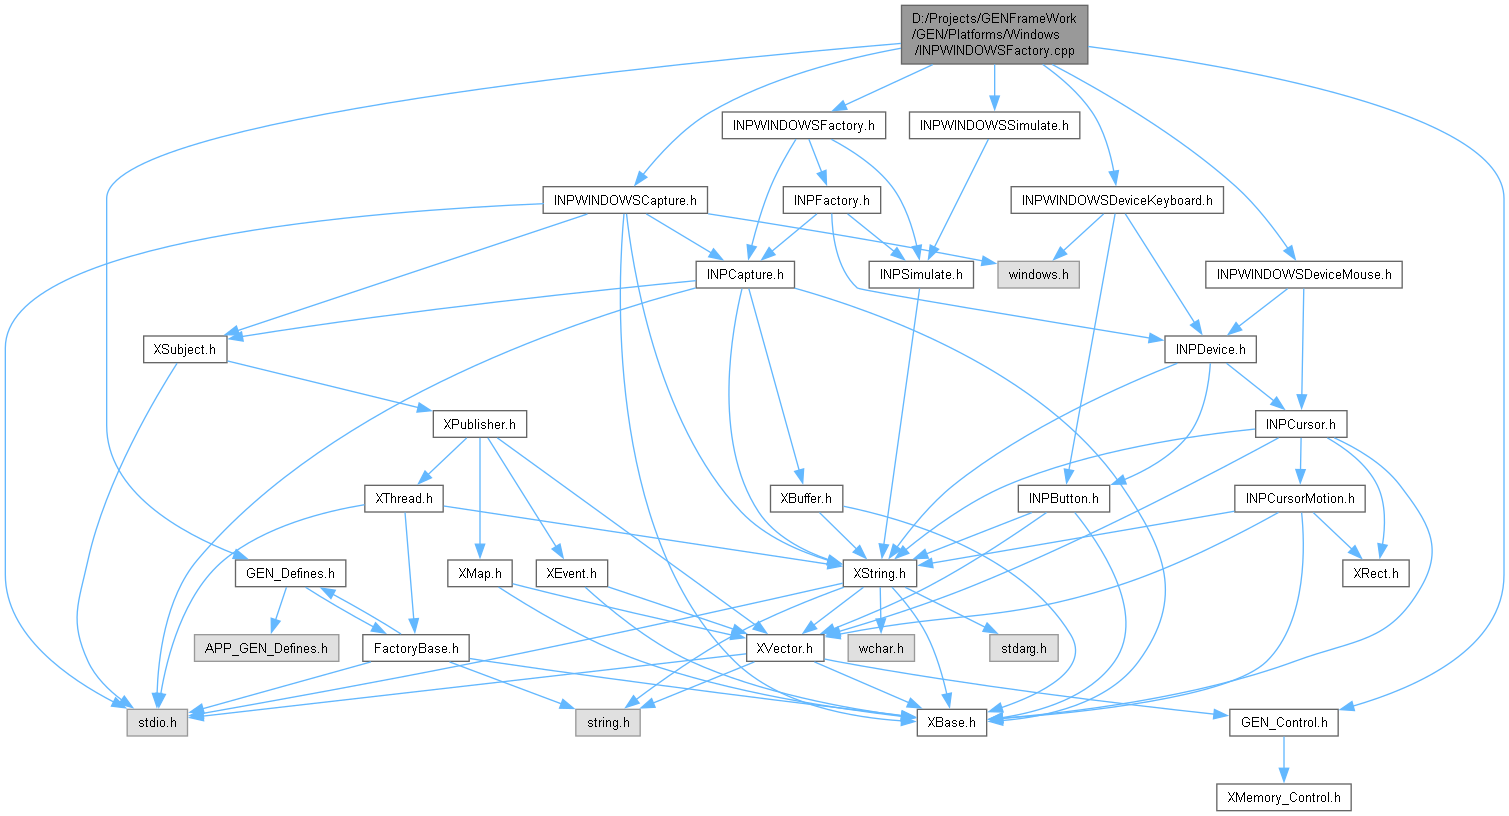 D:/Projects/GENFrameWork
/GEN/Platforms/Windows
/INPWINDOWSFactory.cpp
INPWINDOWSFactory.h
INPWINDOWSSimulate.h
INPWINDOWSCapture.h
INPFactory.h
INPWINDOWSDeviceKeyboard.h
INPCapture.h
INPSimulate.h
windows.h
INPWINDOWSDeviceMouse.h
XSubject.h
INPDevice.h
XPublisher.h
INPCursor.h
XThread.h
XBuffer.h
INPButton.h
INPCursorMotion.h
GEN_Defines.h
XMap.h
XEvent.h
XString.h
XRect.h
APP_GEN_Defines.h
FactoryBase.h
XVector.h
wchar.h
stdarg.h
stdio.h
string.h
XBase.h
GEN_Control.h
XMemory_Control.h